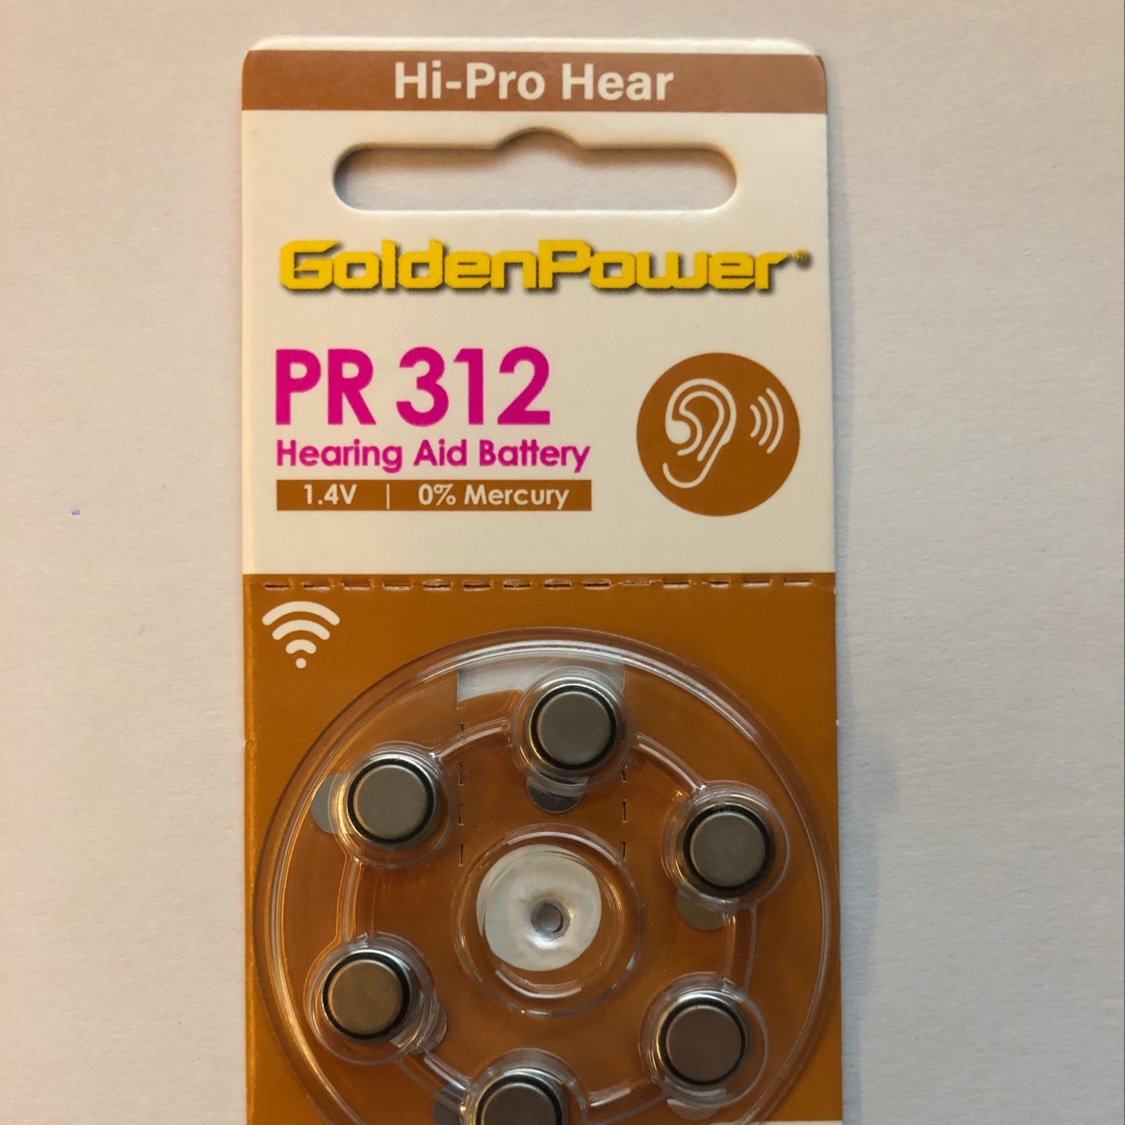 Hi-Pro Hear
GoldenPower®
PR 312
Hearing Aid Battery
1.4V | 0% Mercury